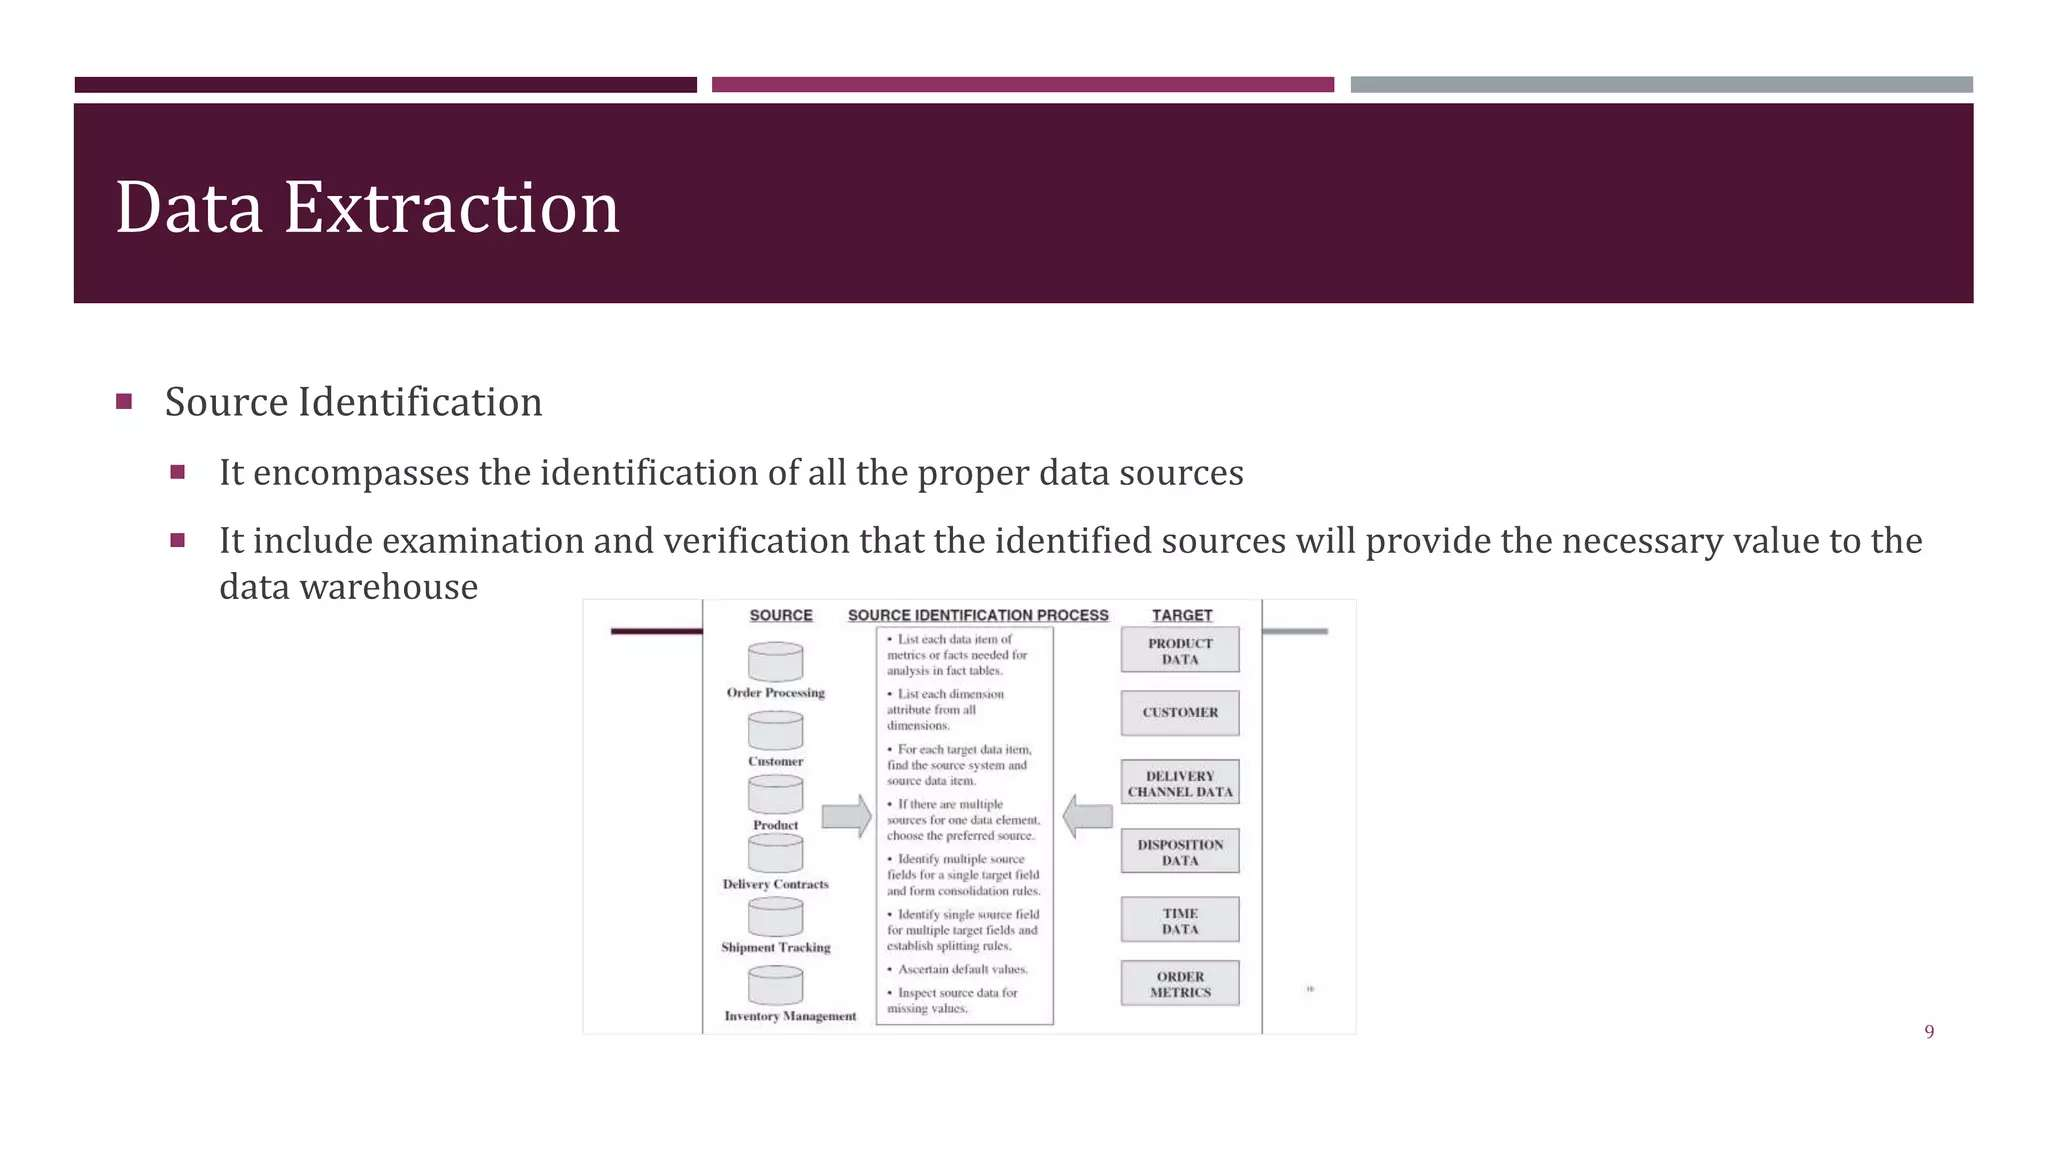 Data Extraction
Source Identification
It encompasses the identification of all the proper data sources
It include examination and verification that the identified sources will provide the necessary value to the
data warehouse
SOURCE
Order Processing
Customer
Product
Delivery Contracts
Shipment Tracking
Inventory Management
SOURCE IDENTIFICATION PROCESS
• List each data item of
metrics or facts needed for
analysis in fact tables.
• List each dimension
attribute from all
dimensions.
• For each target data item,
find the source system and
source data item.
• If there are multiple
sources for one data element,
choose the preferred source.
• Identify multiple source
fields for a single target field
and form consolidation rules.
• Identify single source field
for multiple target fields and
establish splitting rules.
• Ascertain default values.
• Inspect source data for
missing values.
TARGET
PRODUCT
DATA
CUSTOMER
DELIVERY
CHANNEL DATA
DISPOSITION
DATA
TIME
DATA
ORDER
METRICS
9